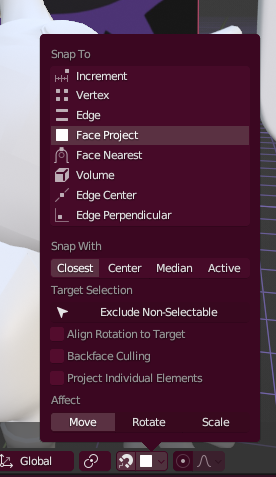 Snap To
Increment
Vertex
Edge
Face Project
Face Nearest
Volume
Edge Center
Edge Perpendicular
Snap With
Closest Center Median Active
Target Selection
Exclude Non-Selectable
Align Rotation to Target
Backface Culling
Project Individual Elements
Affect
Move Rotate Scale
Global